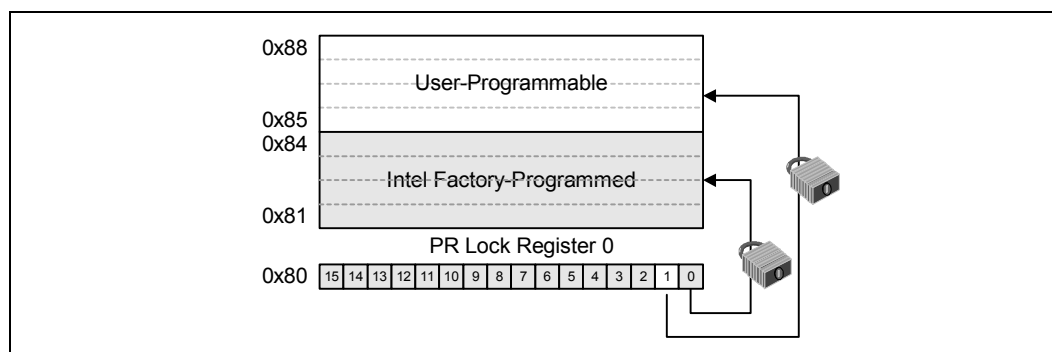 0x88
User-Programmable
0x85
0x84
Intel Factory-Programmed
0x81
PR Lock Register 0
0x80 15 14 13 12 11 10 9 8 7 6 5 4 3 2 1 0